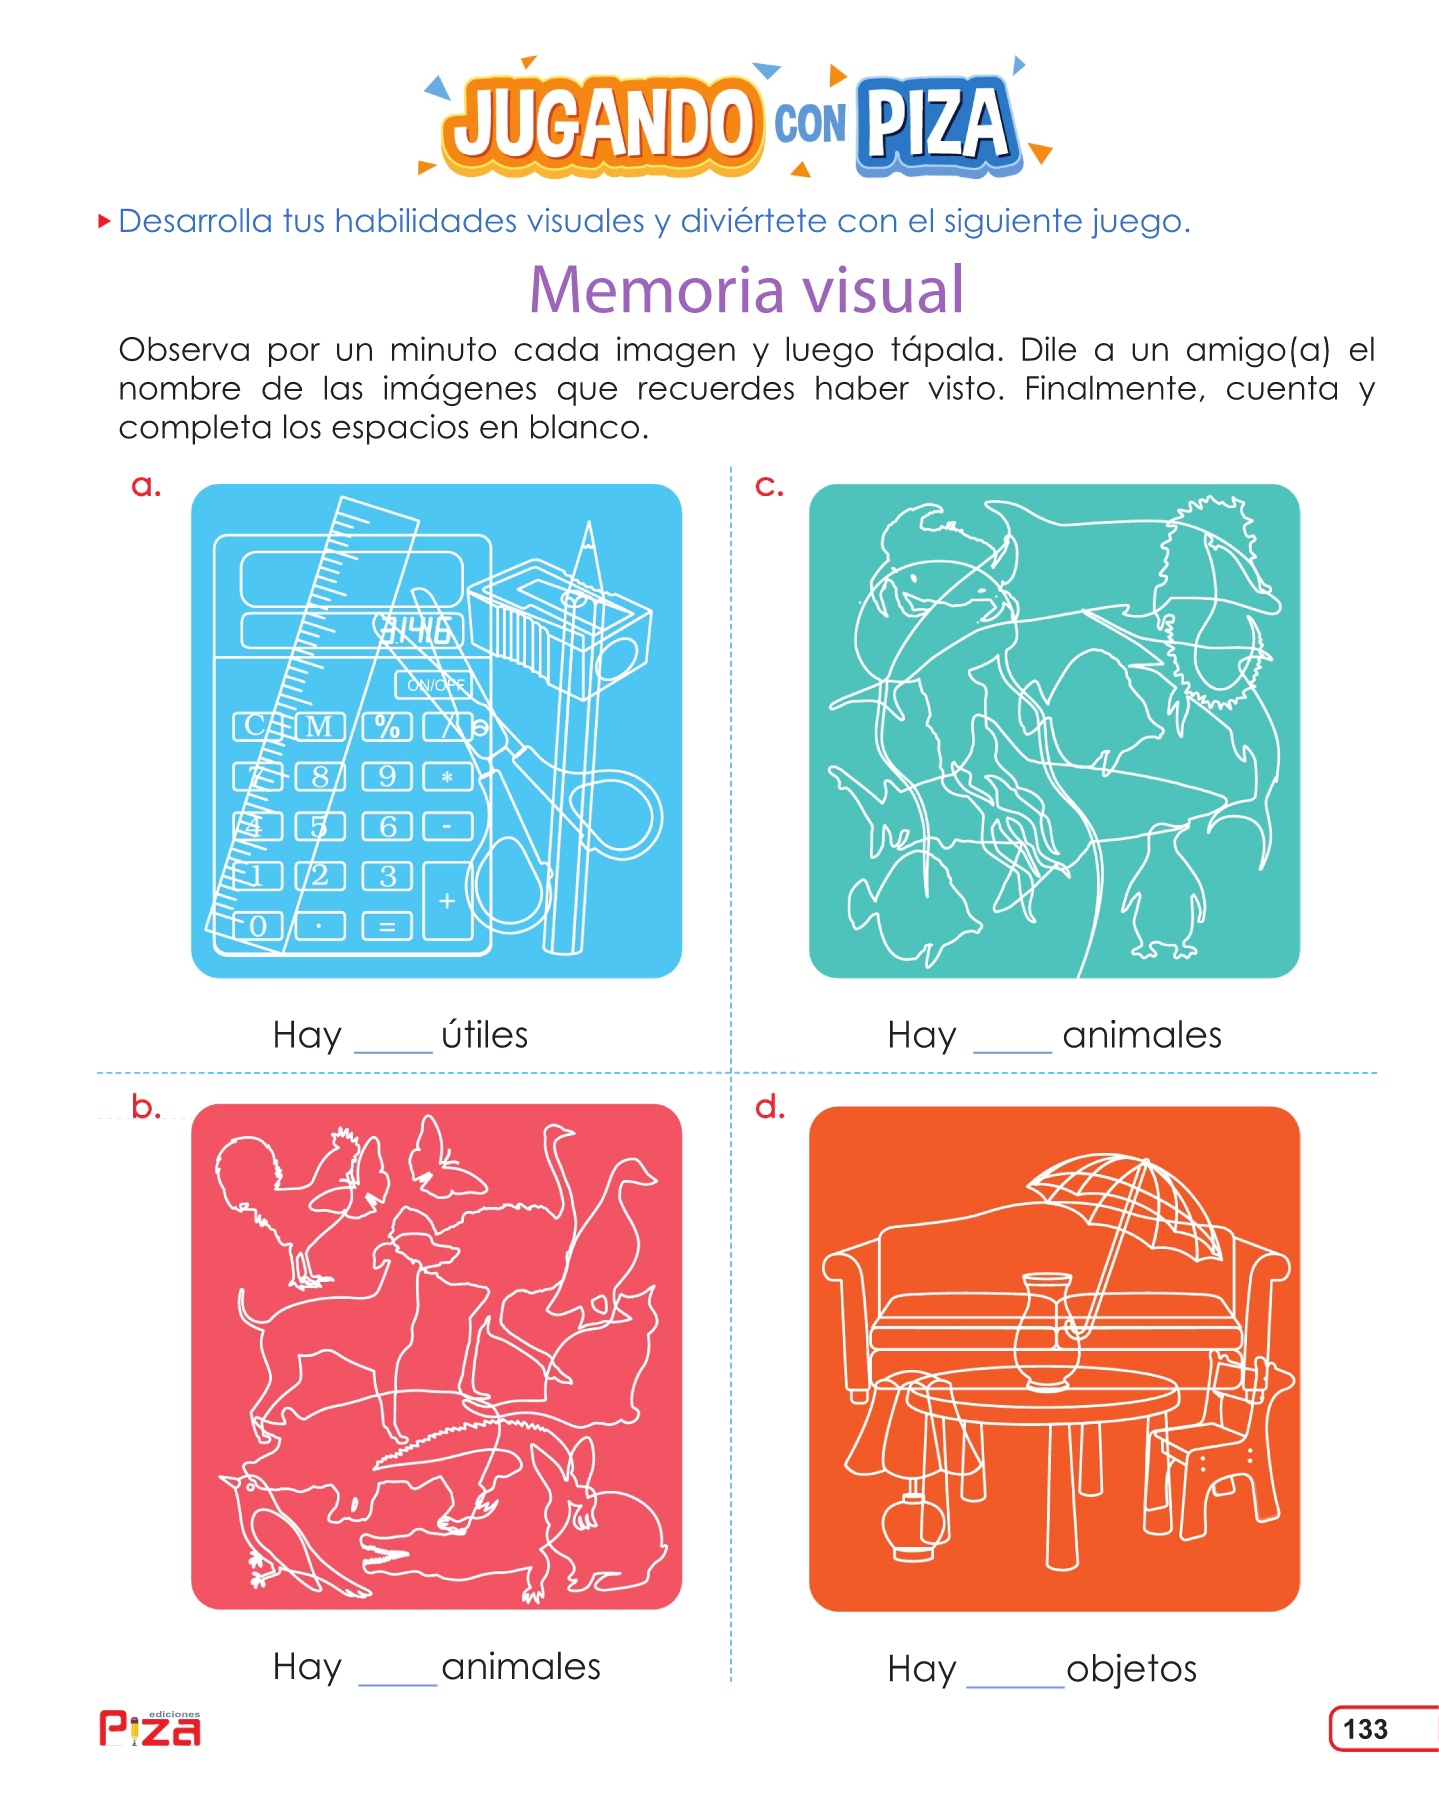 JUGANDO CON PIZA
Desarrolla tus habilidades visuales y diviértete con el siguiente juego.
Memoria visual
Observa por un minuto cada imagen y luego tápala. Dile a un amigo(a) el
nombre de las imágenes que recuerdes haber visto. Finalmente, cuenta y
completa los espacios en blanco.
a.
3.1416
ON/OFF
C M % /
7 8 9 *
4 5 6 -
1 2 3
+
0 . =
Hay ____ útiles
c.
Hay ____ animales
b.
Hay ____ animales
d.
Hay _____ objetos
ediciones
Piza
133